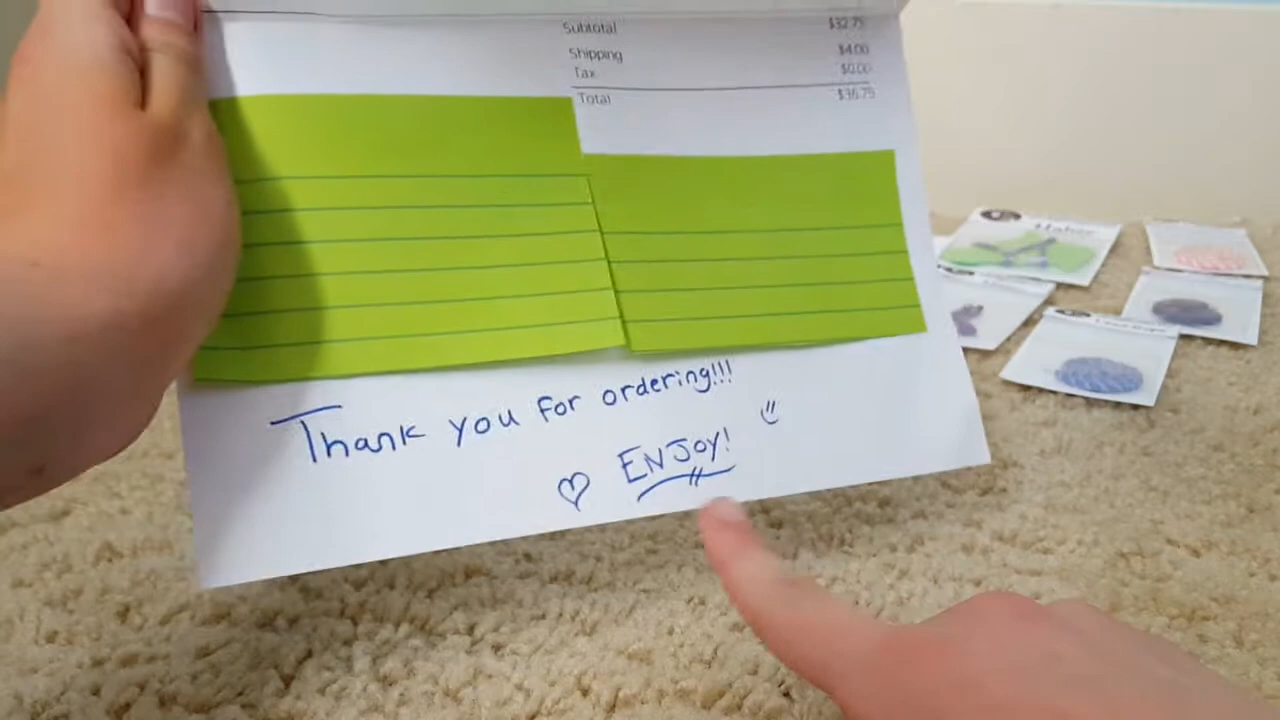 Subtotal $32.75
Shipping $4.00
Tax $0.00
Total $36.75
Thank you for ordering!!!
ENJOY!